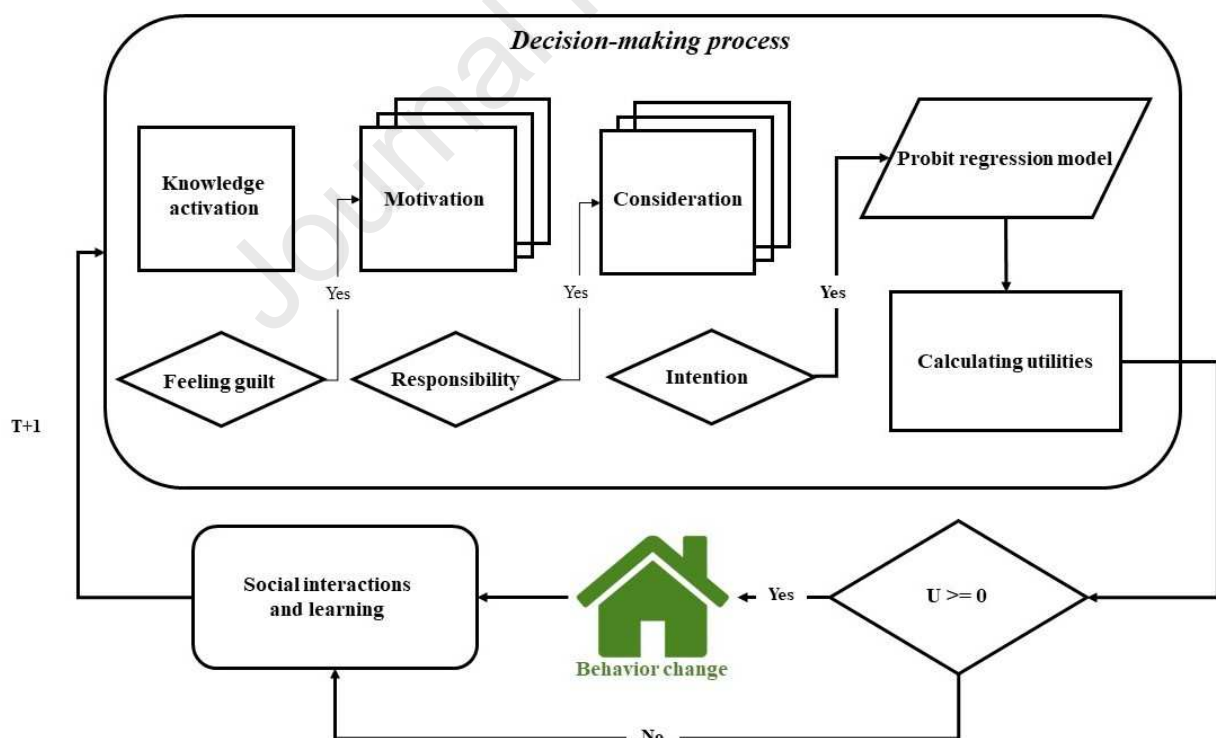 Journal
Decision-making process
Knowledge
activation
Motivation
Consideration
Probit regression model
Yes
Yes
Yes
Feeling guilt
Responsibility
Intention
Calculating utilities
T+1
Social interactions
and learning
Behavior change
Yes
U >= 0
No